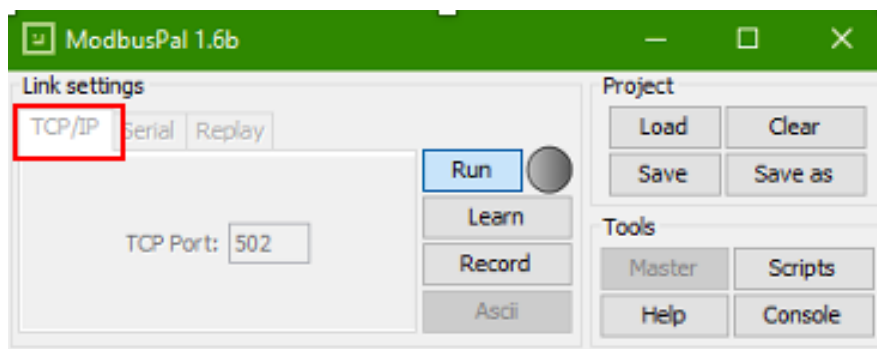 ModbusPal 1.6b
Link settings
TCP/IP Serial Replay
TCP Port: 502
Run
Learn
Record
Ascii
Project
Load Clear
Save Save as
Tools
Master Scripts
Help Console